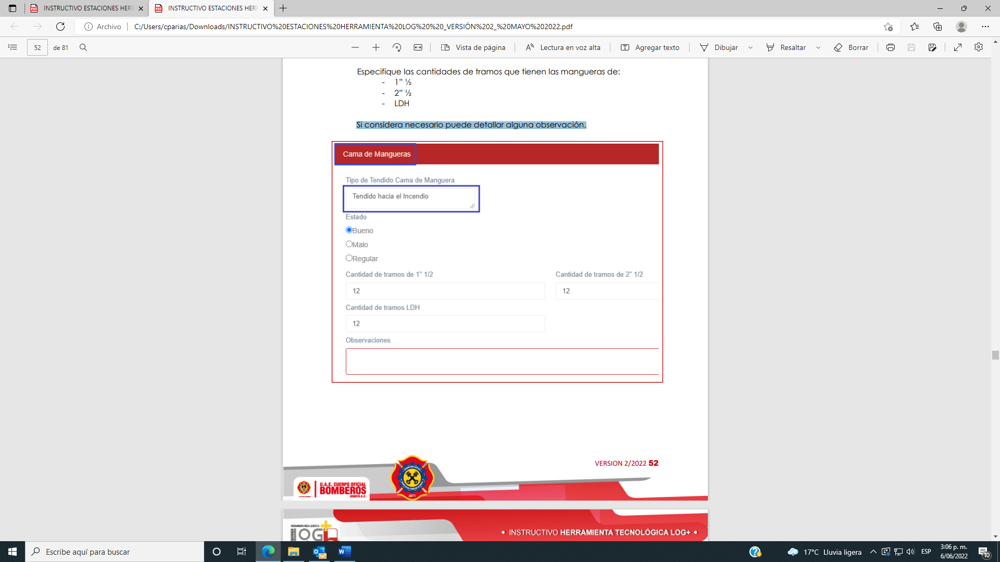 INSTRUCTIVO ESTACIONES HERR
INSTRUCTIVO ESTACIONES HERR
Archivo
C:/Users/cparias/Downloads/INSTRUCTIVO%20ESTACIONES%20HERRAMIENTA%20LOG%20%20_VERSIÓN%202_%20MAYO%202022.pdf
52 de 81
Vista de página
Lectura en voz alta
Agregar texto
Dibujar
Resaltar
Borrar
Especifique las cantidades de tramos que tienen las mangueras de:
- 1” ½
- 2” ½
- LDH
Si considera necesario puede detallar alguna observación.
Cama de Mangueras
Tipo de Tendido Cama de Manguera
Tendido hacia el Incendio
Estado
Bueno
Malo
Regular
Cantidad de tramos de 1" 1/2
Cantidad de tramos de 2" 1/2
12
12
Cantidad de tramos LDH
12
Observaciones
VERSION 2/2022 52
U.A.E. CUERPO OFICIAL
BOMBEROS
BOGOTÁ D.C.
HERRAMIENTA MESA LOGÍSTICA
LOG
• INSTRUCTIVO HERRAMIENTA TECNOLÓGICA LOG+ •
Escribe aquí para buscar
17°C Lluvia ligera
ESP
3:06 p. m.
6/06/2022
10